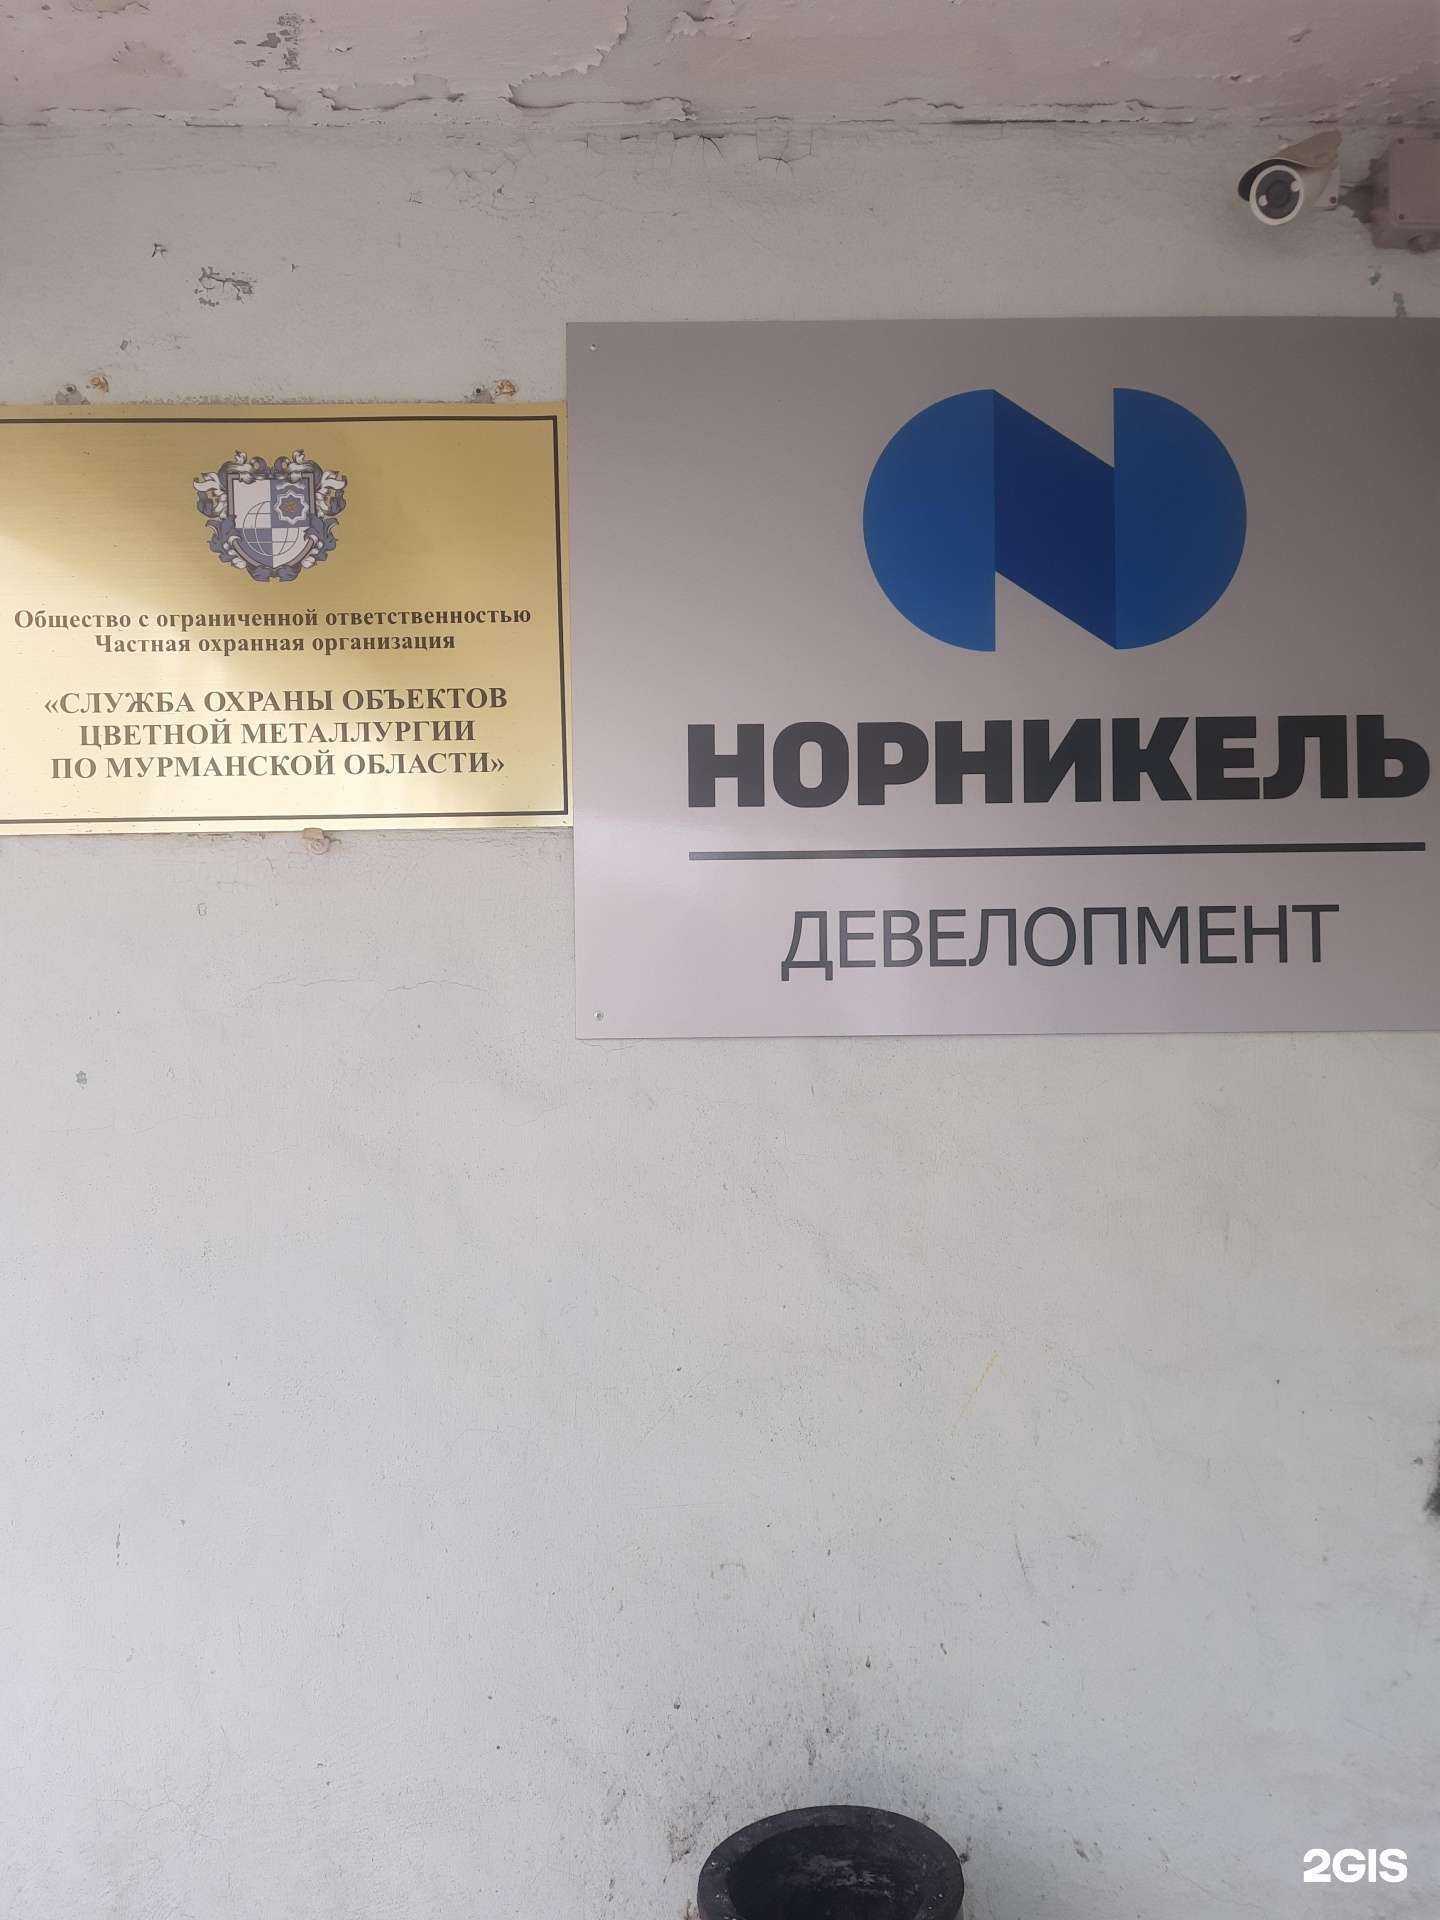 Общество с ограниченной ответственностью
Частная охранная организация
«СЛУЖБА ОХРАНЫ ОБЪЕКТОВ
ЦВЕТНОЙ МЕТАЛЛУРГИИ
ПО МУРМАНСКОЙ ОБЛАСТИ»
НОРНИКЕЛЬ
ДЕВЕЛОПМЕНТ
2GIS